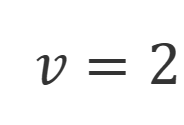 v = 2